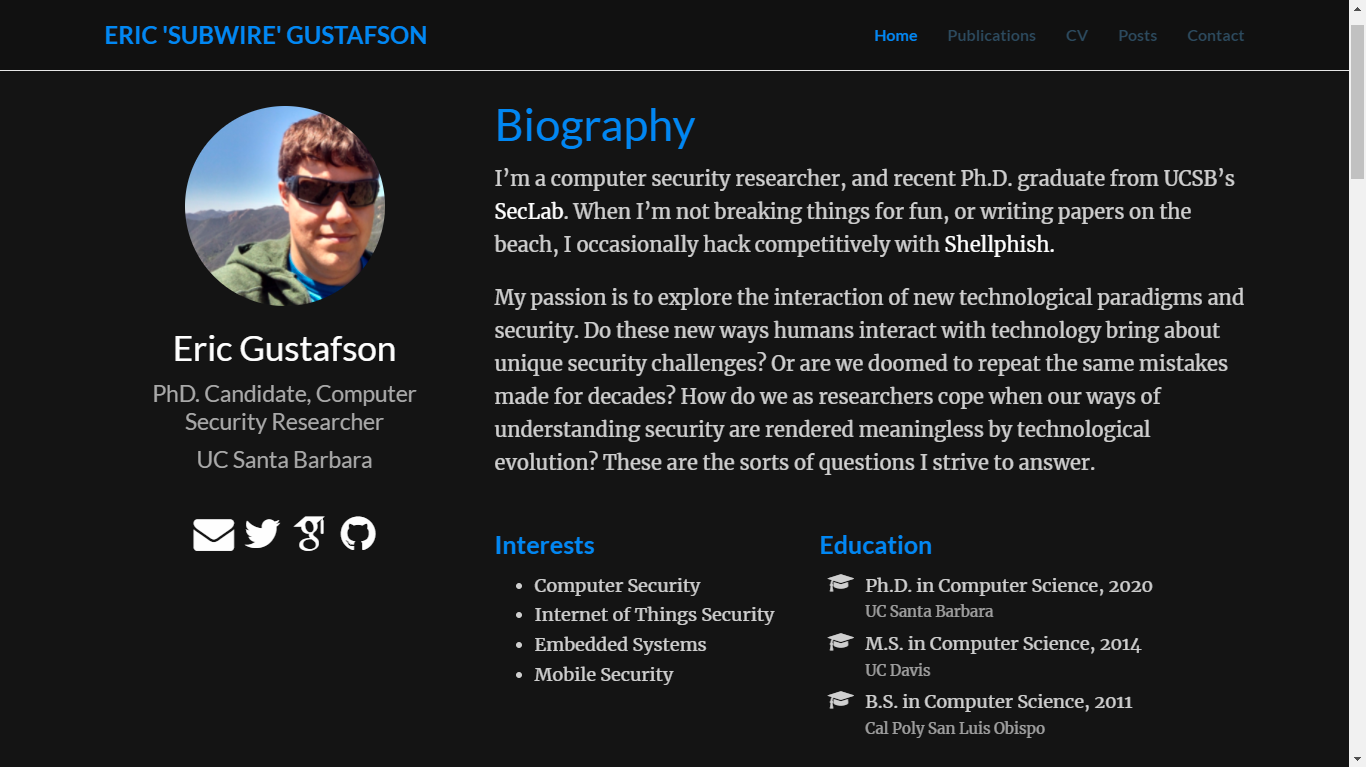 ERIC 'SUBWIRE' GUSTAFSON
Home Publications CV Posts Contact
Eric Gustafson
PhD. Candidate, Computer
Security Researcher
UC Santa Barbara
Biography
I’m a computer security researcher, and recent Ph.D. graduate from UCSB’s
SecLab. When I’m not breaking things for fun, or writing papers on the
beach, I occasionally hack competitively with Shellphish.
My passion is to explore the interaction of new technological paradigms and
security. Do these new ways humans interact with technology bring about
unique security challenges? Or are we doomed to repeat the same mistakes
made for decades? How do we as researchers cope when our ways of
understanding security are rendered meaningless by technological
evolution? These are the sorts of questions I strive to answer.
Interests
Computer Security
Internet of Things Security
Embedded Systems
Mobile Security
Education
Ph.D. in Computer Science, 2020
UC Santa Barbara
M.S. in Computer Science, 2014
UC Davis
B.S. in Computer Science, 2011
Cal Poly San Luis Obispo